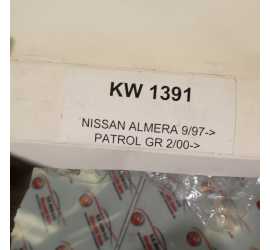 KW 1391
NISSAN ALMERA 9/97->
PATROL GR 2/00->